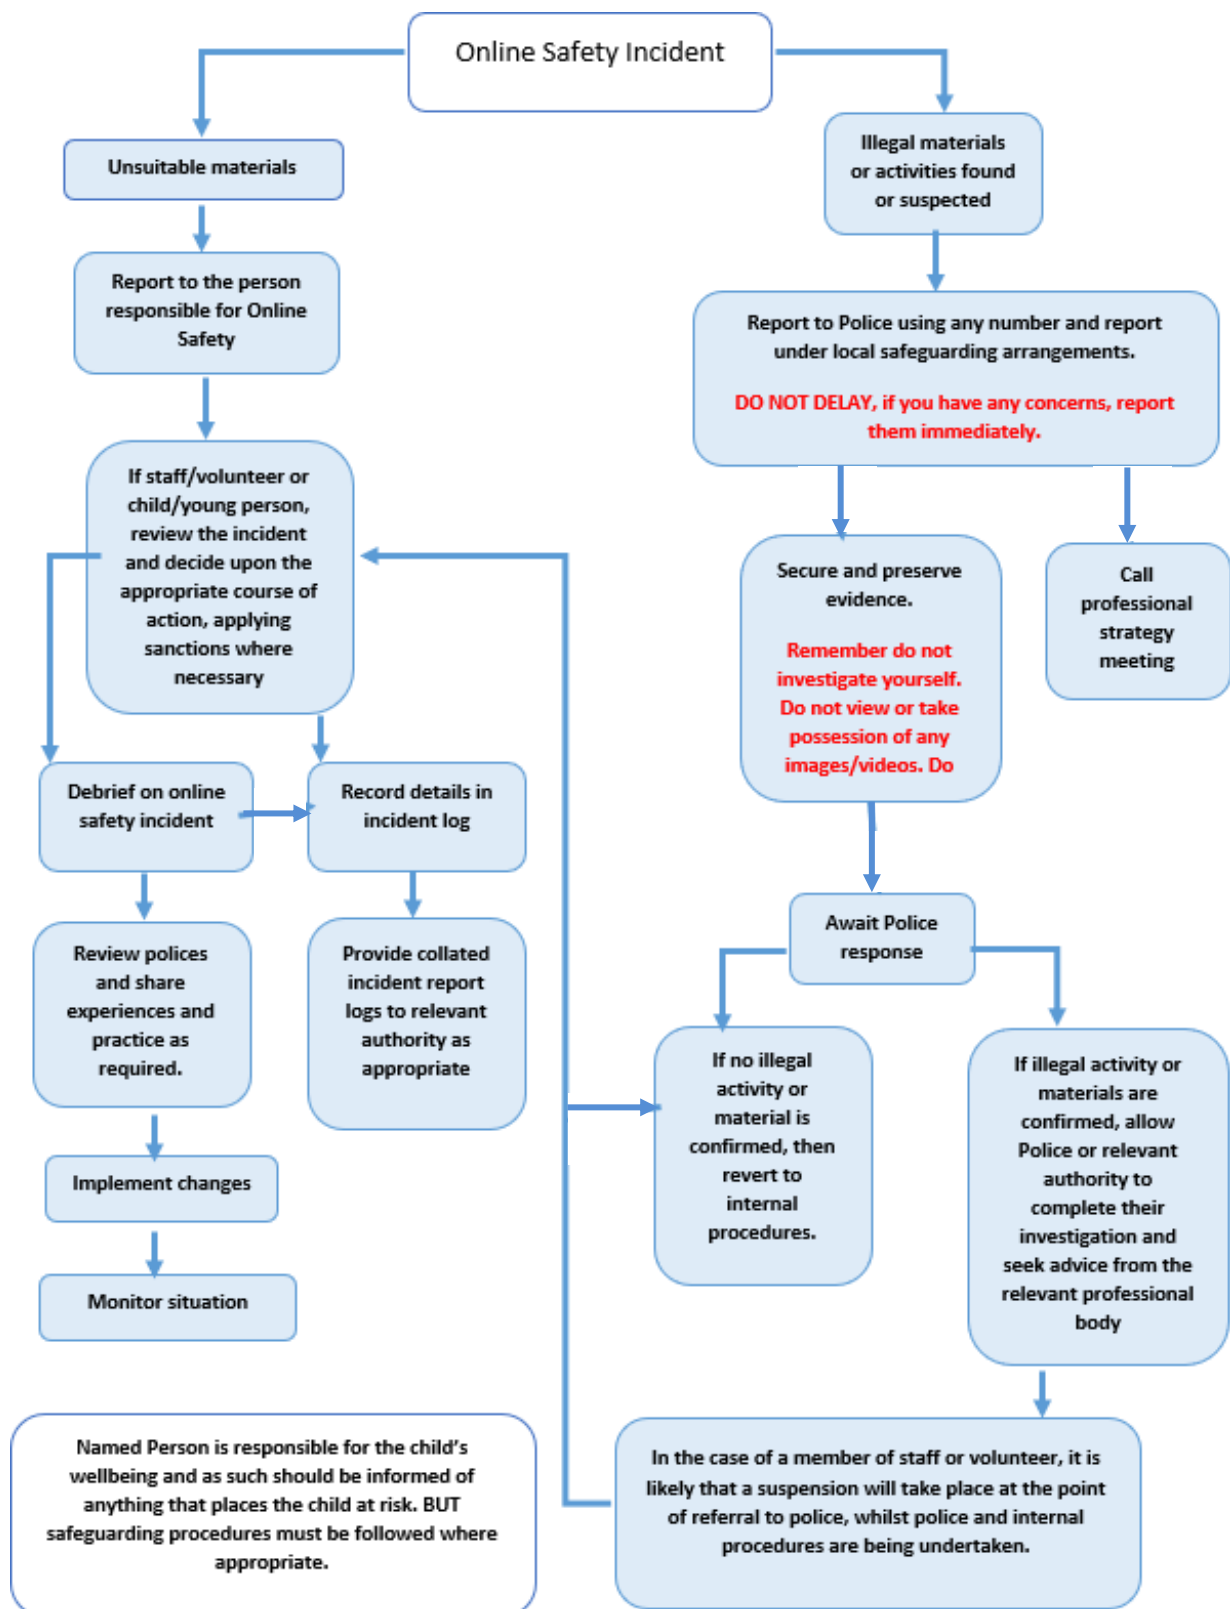 Online Safety Incident
Unsuitable materials
Report to the person
responsible for Online
Safety
If staff/volunteer or
child/young person,
review the incident
and decide upon the
appropriate course of
action, applying
sanctions where
necessary
Debrief on online
safety incident
Record details in
incident log
Review polices
and share
experiences and
practice as
required.
Provide collated
incident report
logs to relevant
authority as
appropriate
Implement changes
Monitor situation
Illegal materials
or activities found
or suspected
Report to Police using any number and report
under local safeguarding arrangements.
DO NOT DELAY, if you have any concerns, report
them immediately.
Secure and preserve
evidence.
Remember do not
investigate yourself.
Do not view or take
possession of any
images/videos. Do
Call
professional
strategy
meeting
Await Police
response
If no illegal
activity or
material is
confirmed, then
revert to
internal
procedures.
If illegal activity or
materials are
confirmed, allow
Police or relevant
authority to
complete their
investigation and
seek advice from the
relevant professional
body
In the case of a member of staff or volunteer, it is
likely that a suspension will take place at the point
of referral to police, whilst police and internal
procedures are being undertaken.
Named Person is responsible for the child's
wellbeing and as such should be informed of
anything that places the child at risk. BUT
safeguarding procedures must be followed where
appropriate.